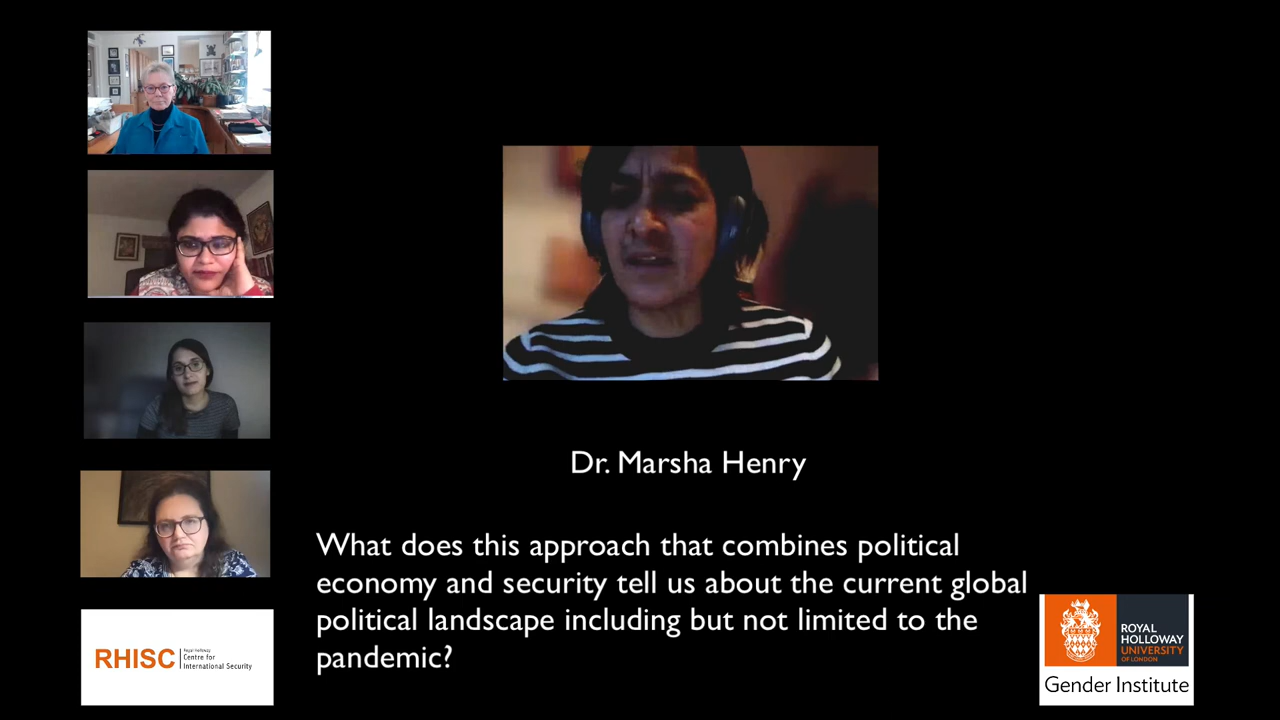 Dr. Marsha Henry
What does this approach that combines political
economy and security tell us about the current global
political landscape including but not limited to the
pandemic?
RHISC
Royal Holloway
Centre for
International Security
ROYAL
HOLLOWAY
UNIVERSITY
OF LONDON
Gender Institute